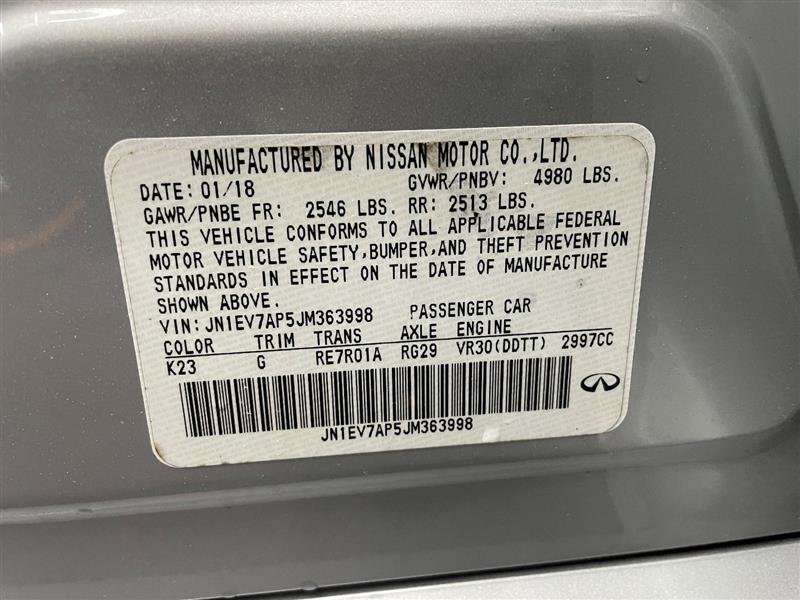 MANUFACTURED BY NISSAN MOTOR CO.,LTD.
DATE: 01/18 GVWR/PNBV: 4980 LBS.
GAWR/PNBE FR: 2546 LBS. RR: 2513 LBS.
THIS VEHICLE CONFORMS TO ALL APPLICABLE FEDERAL
MOTOR VEHICLE SAFETY,BUMPER,AND THEFT PREVENTION
STANDARDS IN EFFECT ON THE DATE OF MANUFACTURE
SHOWN ABOVE.
VIN: JN1EV7AP5JM363998 PASSENGER CAR
COLOR TRIM TRANS AXLE ENGINE
K23 G RE7R01A RG29 VR30(DDTT) 2997CC
JN1EV7AP5JM363998